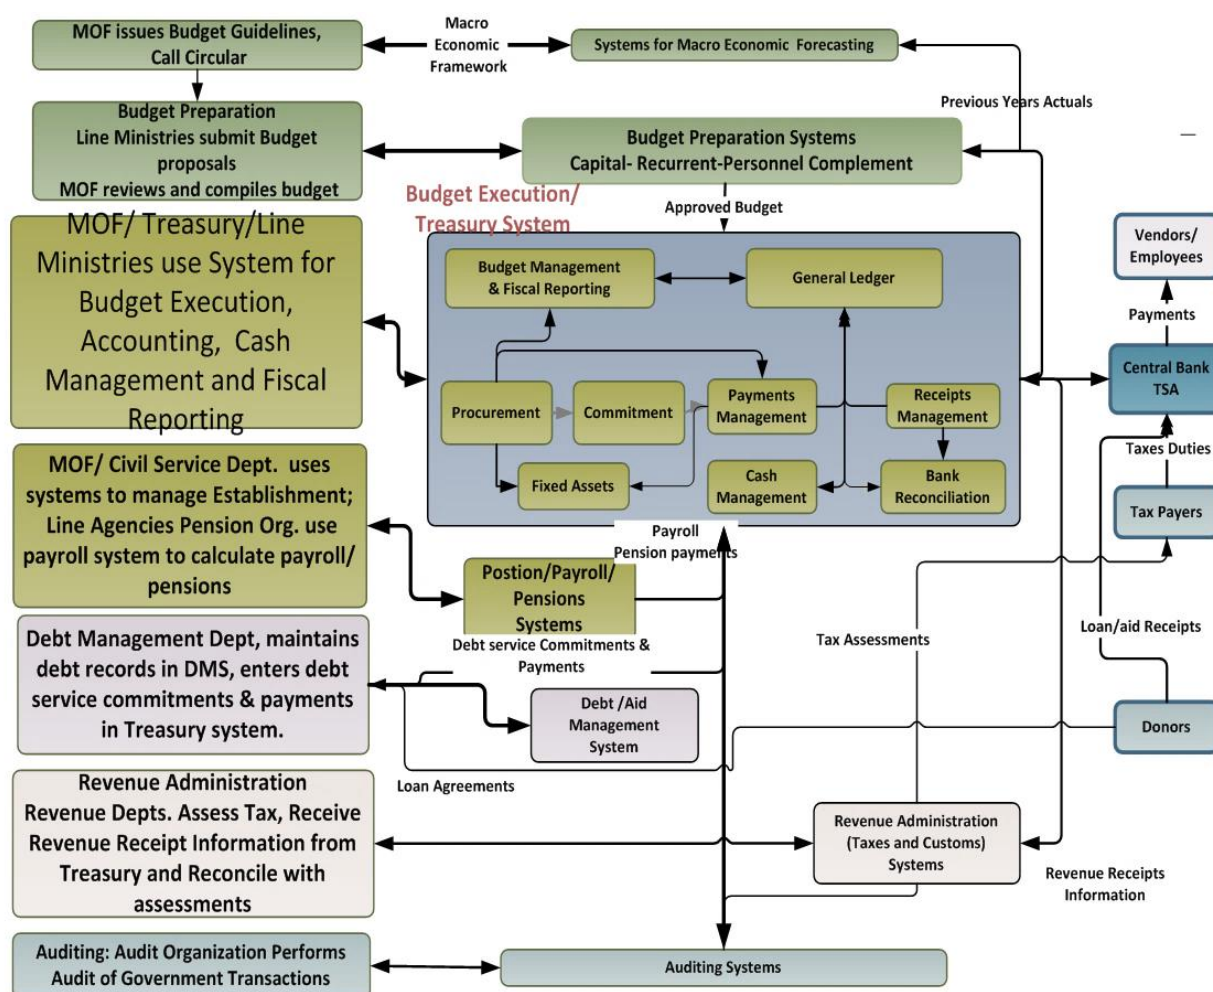 MOF issues Budget Guidelines,
Call Circular
Macro
Economic
Framework
Systems for Macro Economic  Forecasting
Previous Years Actuals
Budget Preparation
Line Ministries submit Budget
proposals
MOF reviews and compiles budget
Budget Preparation Systems
Capital- Recurrent-Personnel Complement
Budget Execution/
Treasury System
Approved Budget
MOF/ Treasury/Line
Ministries use System for
Budget Execution,
Accounting,  Cash
Management and Fiscal
Reporting
Budget Management
& Fiscal Reporting
General Ledger
Procurement
Commitment
Payments
Management
Receipts
Management
Fixed Assets
Cash
Management
Bank
Reconciliation
Vendors/
Employees
Payments
Central Bank
TSA
Taxes Duties
Tax Payers
MOF/ Civil Service Dept.  uses
systems to manage Establishment;
Line Agencies Pension Org. use
payroll system to calculate payroll/
pensions
Payroll
Pension payments
Postion/Payroll/
Pensions
Systems
Debt service Commitments &
Payments
Tax Assessments
Loan/aid Receipts
Debt Management Dept, maintains
debt records in DMS, enters debt
service commitments & payments
in Treasury system.
Debt /Aid
Management
System
Donors
Loan Agreements
Revenue Administration
Revenue Depts. Assess Tax, Receive
Revenue Receipt Information from
Treasury and Reconcile with
assessments
Revenue Administration
(Taxes and Customs)
Systems
Revenue Receipts
Information
Auditing: Audit Organization Performs
Audit of Government Transactions
Auditing Systems